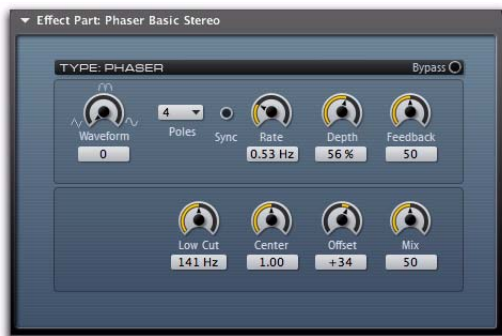 Effect Part: Phaser Basic Stereo
TYPE: PHASER
Bypass
4
Waveform
Poles
Sync
Rate
Depth
Feedback
0
0.53 Hz
56 %
50
Low Cut
Center
Offset
Mix
141 Hz
1.00
+34
50